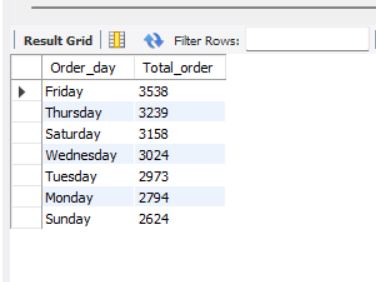 Result Grid Filter Rows:
Order_day Total_order
Friday 3538
Thursday 3239
Saturday 3158
Wednesday 3024
Tuesday 2973
Monday 2794
Sunday 2624